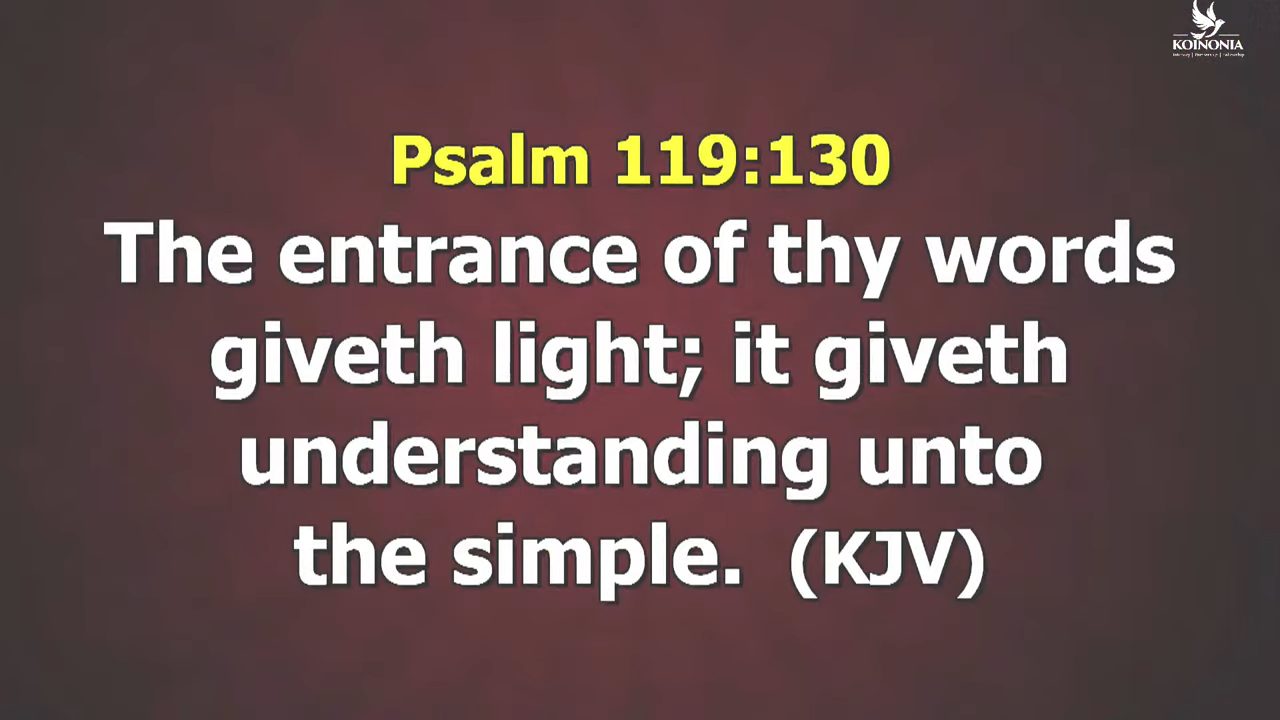 KOINONIA
Psalm 119:130
The entrance of thy words
giveth light; it giveth
understanding unto
the simple. (KJV)